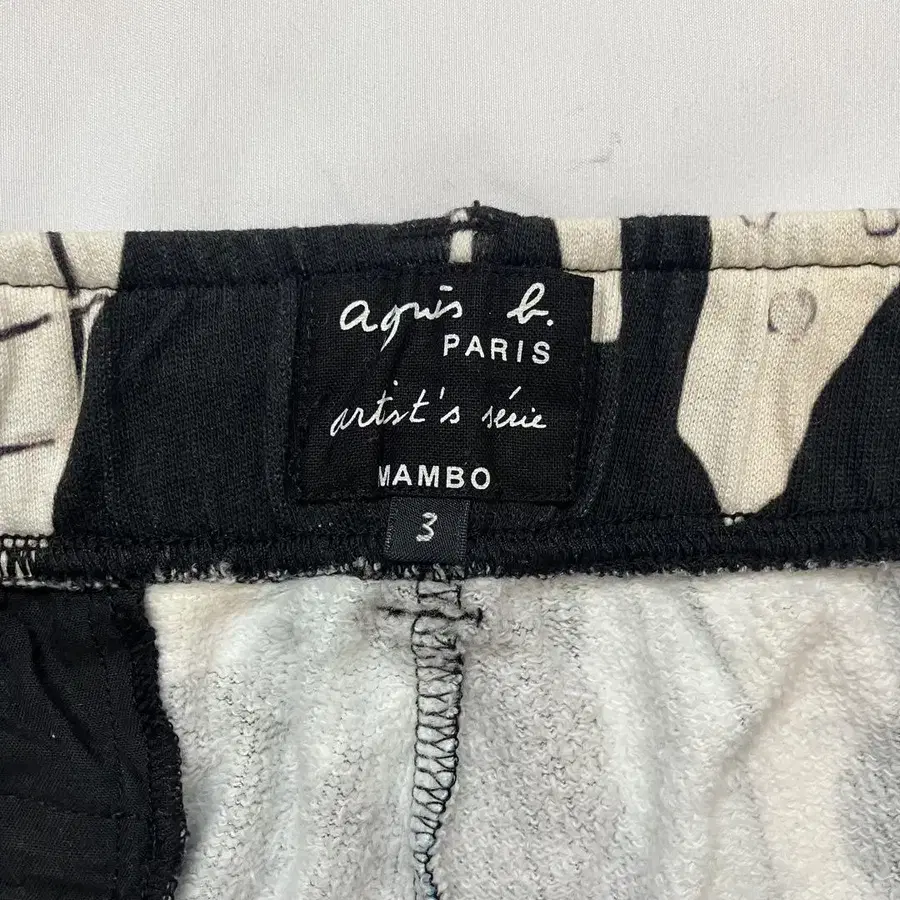 agnès b.
PARIS
artist's série
MAMBO
3